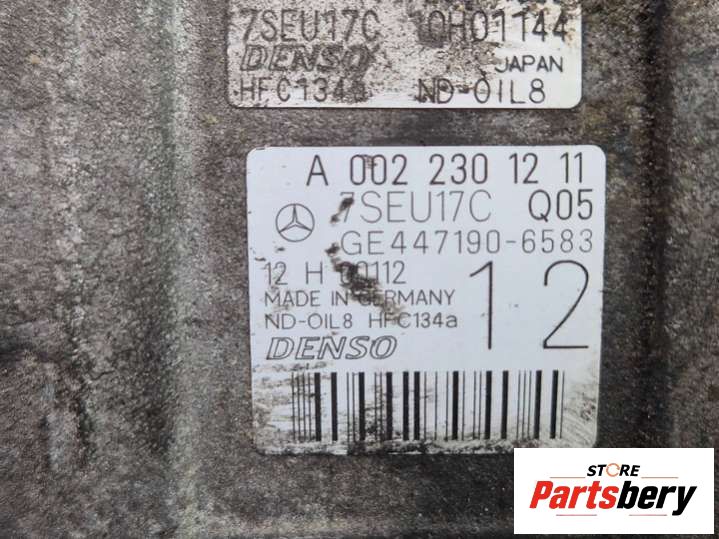 7SEU17C 10H01144
DENSO JAPAN
HFC134a ND-OIL8
A 002 230 12 11
7SEU17C Q05
GE447190-6583
12 H 00112
MADE IN GERMANY 12
ND-OIL8 HFC134a
DENSO
STORE
Partsbery